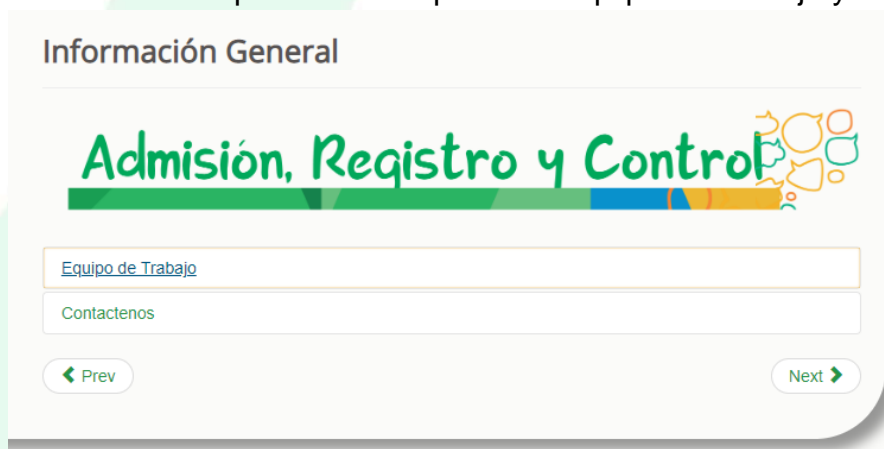 Información General
Admisión, Registro y Control
Equipo de Trabajo
Contactenos
Prev
Next